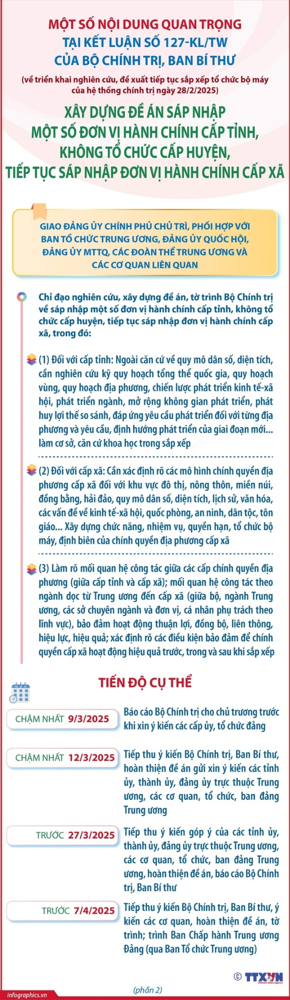 MỘT SỐ NỘI DUNG QUAN TRỌNG
TẠI KẾT LUẬN SỐ 127-KL/TW
CỦA BỘ CHÍNH TRỊ, BAN BÍ THƯ
(về triển khai nghiên cứu, đề xuất tiếp tục sắp xếp tổ chức bộ máy
của hệ thống chính trị ngày 28/2/2025)
XÂY DỰNG ĐỀ ÁN SÁP NHẬP
MỘT SỐ ĐƠN VỊ HÀNH CHÍNH CẤP TỈNH,
KHÔNG TỔ CHỨC CẤP HUYỆN,
TIẾP TỤC SÁP NHẬP ĐƠN VỊ HÀNH CHÍNH CẤP XÃ
GIAO ĐẢNG ỦY CHÍNH PHỦ CHỦ TRÌ, PHỐI HỢP VỚI
BAN TỔ CHỨC TRUNG ƯƠNG, ĐẢNG ỦY QUỐC HỘI,
ĐẢNG ỦY MTTQ, CÁC ĐOÀN THỂ TRUNG ƯƠNG VÀ
CÁC CƠ QUAN LIÊN QUAN
Chỉ đạo nghiên cứu, xây dựng đề án, tờ trình Bộ Chính trị
về sáp nhập một số đơn vị hành chính cấp tỉnh, không tổ
chức cấp huyện, tiếp tục sáp nhập đơn vị hành chính cấp
xã, trong đó:
(1) Đối với cấp tỉnh: Ngoài căn cứ về quy mô dân số, diện tích,
cần nghiên cứu kỹ quy hoạch tổng thể quốc gia, quy hoạch
vùng, quy hoạch địa phương, chiến lược phát triển kinh tế-xã
hội, phát triển ngành, mở rộng không gian phát triển, phát
huy lợi thế so sánh, đáp ứng yêu cầu phát triển đối với từng địa
phương và yêu cầu, định hướng phát triển của giai đoạn mới...
làm cơ sở, căn cứ khoa học trong sắp xếp
(2) Đối với cấp xã: Cần xác định rõ các mô hình chính quyền địa
phương cấp xã đối với khu vực đô thị, nông thôn, miền núi,
đồng bằng, hải đảo, quy mô dân số, diện tích, lịch sử, văn hóa,
các vấn đề về kinh tế-xã hội, quốc phòng, an ninh, dân tộc, tôn
giáo... Xây dựng chức năng, nhiệm vụ, quyền hạn, tổ chức bộ
máy, định biên của chính quyền địa phương cấp xã
(3) Làm rõ mối quan hệ công tác giữa các cấp chính quyền địa
phương (giữa cấp tỉnh và cấp xã); mối quan hệ công tác theo
ngành dọc từ Trung ương đến cấp xã (giữa bộ, ngành Trung
ương, các sở chuyên ngành và đơn vị, cá nhân phụ trách theo
lĩnh vực), bảo đảm hoạt động thuận lợi, đồng bộ, liên thông,
hiệu lực, hiệu quả; xác định rõ các điều kiện bảo đảm để chính
quyền cấp xã hoạt động hiệu quả trước, trong và sau khi sắp xếp
TIẾN ĐỘ CỤ THỂ
CHẬM NHẤT 9/3/2025
Báo cáo Bộ Chính trị cho chủ trương trước
khi xin ý kiến các cấp ủy, tổ chức đảng
CHẬM NHẤT 12/3/2025
Tiếp thu ý kiến Bộ Chính trị, Ban Bí thư,
hoàn thiện đề án gửi xin ý kiến các tỉnh
ủy, thành ủy, đảng ủy trực thuộc Trung
ương, các cơ quan, tổ chức, ban đảng
Trung ương
TRƯỚC 27/3/2025
Tiếp thu ý kiến góp ý của các tỉnh ủy,
thành ủy, đảng ủy trực thuộc Trung ương,
các cơ quan, tổ chức, ban đảng Trung
ương, hoàn thiện đề án, báo cáo Bộ Chính
trị, Ban Bí thư
TRƯỚC 7/4/2025
Tiếp thu ý kiến Bộ Chính trị, Ban Bí thư, ý
kiến các cơ quan, hoàn thiện đề án, tờ
trình; trình Ban Chấp hành Trung ương
Đảng (qua Ban Tổ chức Trung ương)
© TTXVN
Vietnam News Agency
(phần 2)
infographics.vn